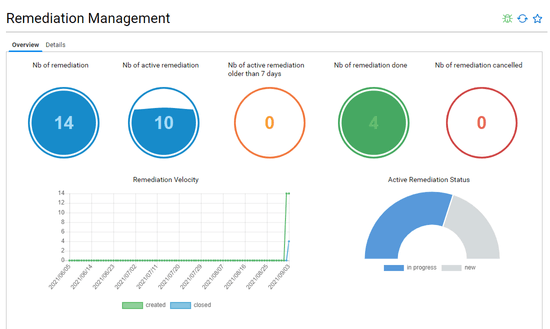 Remediation Management
Overview Details
Nb of remediation
Nb of active remediation
Nb of active remediation
older than 7 days
Nb of remediation done
Nb of remediation cancelled
14
10
0
4
0
Remediation Velocity
14
12
10
8
6
4
2
0
2021/06/05 2021/06/14 2021/06/23 2021/07/02 2021/07/11 2021/07/20 2021/07/29 2021/08/07 2021/08/16 2021/08/25 2021/09/03
created closed
Active Remediation Status
in progress new